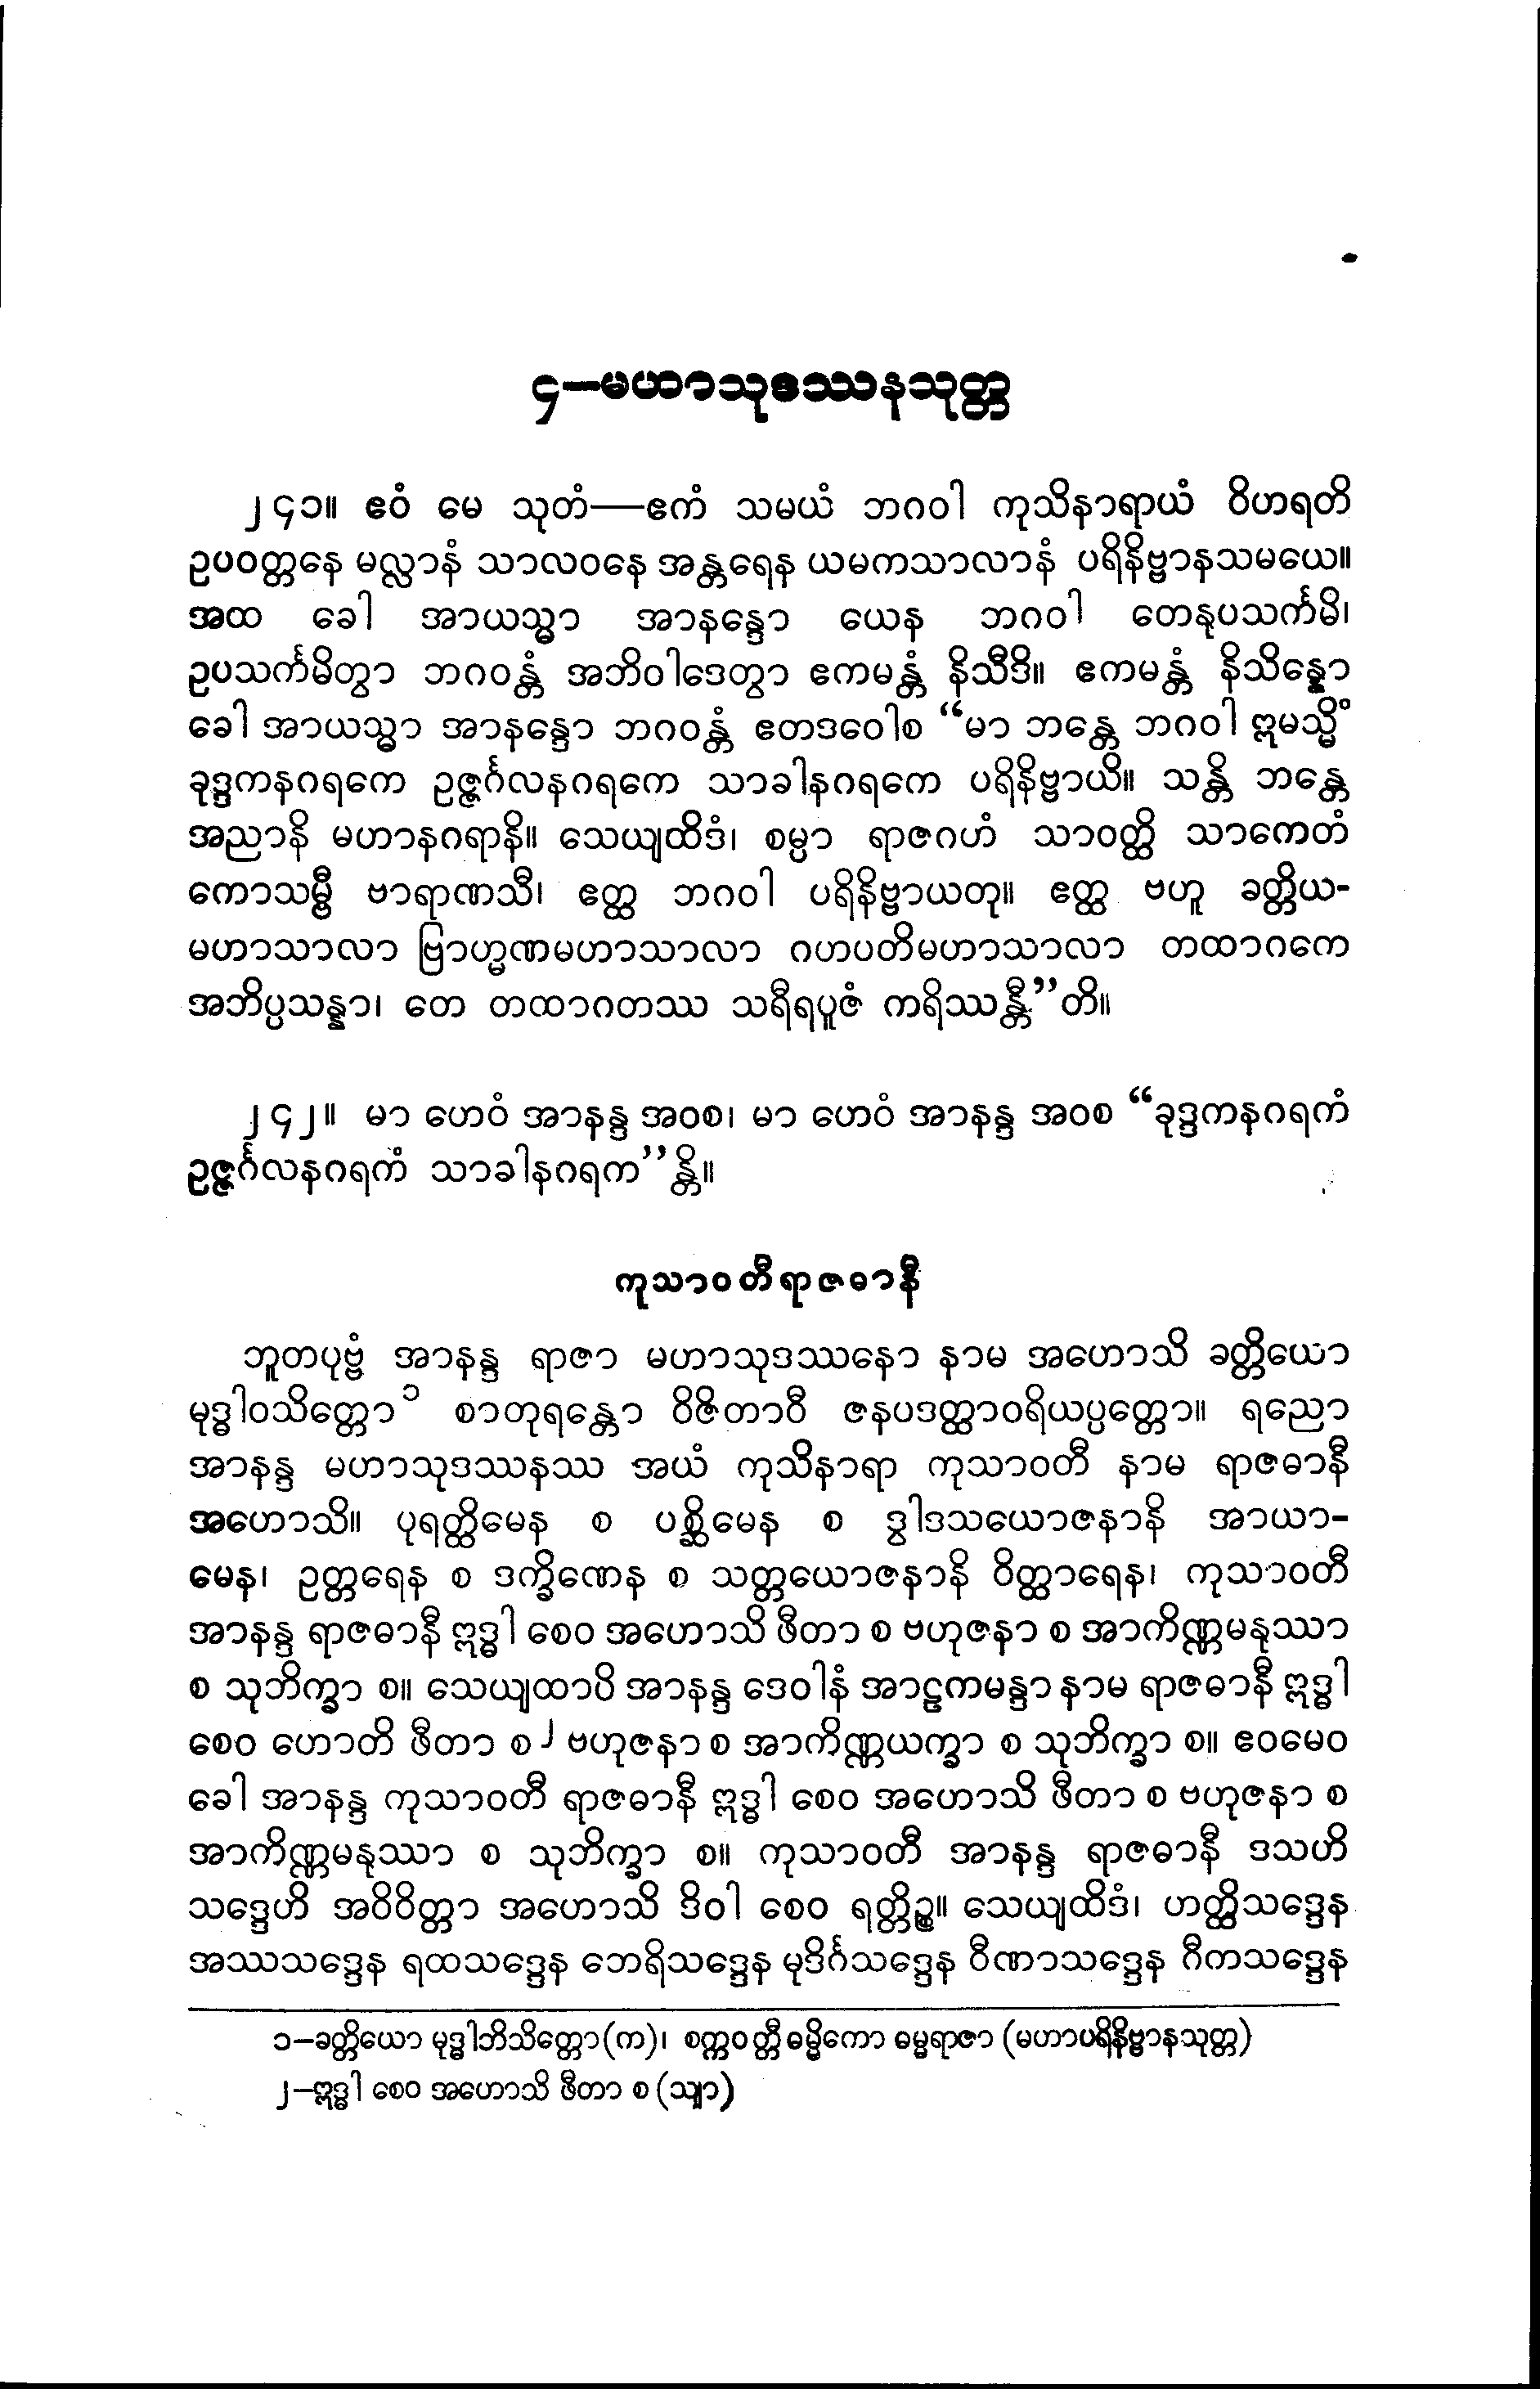 ၄—မဟာသုဒဿနသုတ္တ
၂၄၁။ ဧဝံ မေ သုတံ—ဧကံ သမယံ ဘဂဝါ ကုသိနာရာယံ ဝိဟရတိ
ဥပဝတ္တနေ မလ္လာနံ သာလဝနေ အန္တရေန ယမကသာလာနံ ပရိနိဗ္ဗာနသမယေ။
အထ ခေါ အာယသ္မာ အာနန္ဒော ယေန ဘဂဝါ တေနုပသင်္ကမိ၊
ဥပသင်္ကမိတွာ ဘဂဝန္တံ အဘိဝါဒေတွာ ဧကမန္တံ နိသီဒိ။ ဧကမန္တံ နိသိန္နော
ခေါ အာယသ္မာ အာနန္ဒော ဘဂဝန္တံ ဧတဒဝေါစ “မာ ဘန္တေ ဘဂဝါ ဣမသ္မိံ
ခုဒ္ဒကနဂရကေ ဥဇ္ဇင်္ဂလနဂရကေ သာခါနဂရကေ ပရိနိဗ္ဗာယိ။ သန္တိ ဘန္တေ
အညာနိ မဟာနဂရာနိ။ သေယျထိဒံ၊ စမ္ပာ ရာဇဂဟံ သာဝတ္ထိ သာကေတံ
ကောသမ္ဗီ ဗာရာဏသီ၊ ဧတ္ထ ဘဂဝါ ပရိနိဗ္ဗာယတု။ ဧတ္ထ ဗဟူ ခတ္တိယ-
မဟာသာလာ ဗြာဟ္မဏမဟာသာလာ ဂဟပတိမဟာသာလာ တထာဂကေ
အဘိပ္ပသန္နာ၊ တေ တထာဂတဿ သရီရပူဇံ ကရိဿန္တီ”တိ။
၂၄၂။ မာ ဟေဝံ အာနန္ဒ အဝစ၊ မာ ဟေဝံ အာနန္ဒ အဝစ “ခုဒ္ဒကနဂရကံ
ဥဇ္ဇင်္ဂလနဂရကံ သာခါနဂရက”န္တိ။
ကုသာဝတီရာဇဓာနီ
ဘူတပုဗ္ဗံ အာနန္ဒ ရာဇာ မဟာသုဒဿနော နာမ အဟောသိ ခတ္တိယော
မုဒ္ဓါဝသိတ္တော၁ စာတုရန္တော ဝိဇိတာဝီ ဇနပဒတ္ထာဝရိယပ္ပတ္တော။ ရညော
အာနန္ဒ မဟာသုဒဿနဿ အယံ ကုသိနာရာ ကုသာဝတီ နာမ ရာဇဓာနီ
အဟောသိ။ ပုရတ္ထိမေန စ ပစ္ဆိမေန စ ဒွါဒသယောဇနာနိ အာယာ-
မေန၊ ဥတ္တရေန စ ဒက္ခိဏေန စ သတ္တယောဇနာနိ ဝိတ္ထာရေန၊ ကုသာဝတီ
အာနန္ဒ ရာဇဓာနီ ဣဒ္ဓါ စေဝ အဟောသိ ဖီတာ စ ဗဟုဇနာ စ အာကိဏ္ဏမနုဿာ
စ သုဘိက္ခာ စ။ သေယျထာပိ အာနန္ဒ ဒေဝါနံ အာဠကမန္ဒာ နာမ ရာဇဓာနီ ဣဒ္ဓါ
စေဝ ဟောတိ ဖီတာ စ၂ ဗဟုဇနာ စ အာကိဏ္ဏယက္ခာ စ သုဘိက္ခာ စ။ ဧဝမေဝ
ခေါ အာနန္ဒ ကုသာဝတီ ရာဇဓာနီ ဣဒ္ဓါ စေဝ အဟောသိ ဖီတာ စ ဗဟုဇနာ စ
အာကိဏ္ဏမနုဿာ စ သုဘိက္ခာ စ။ ကုသာဝတီ အာနန္ဒ ရာဇဓာနီ ဒသဟိ
သဒ္ဒေဟိ အဝိဝိတ္တာ အဟောသိ ဒိဝါ စေဝ ရတ္တိဉ္စ။ သေယျထိဒံ၊ ဟတ္ထိသဒ္ဒေန
အဿသဒ္ဒေန ရထသဒ္ဒေန ဘေရိသဒ္ဒေန မုဒိင်္ဂသဒ္ဒေန ဝီဏာသဒ္ဒေန ဂီကသဒ္ဒေန
၁—ခတ္တိယော မုဒ္ဓါဘိသိတ္တော(က)၊ စက္ကဝတ္တီ ဓမ္မိကော ဓမ္မရာဇာ (မဟာပရိနိဗ္ဗာနသုတ္တ)
၂—ဣဒ္ဓါ စေဝ အဟောသိ ဖီတာ စ (သျာ)